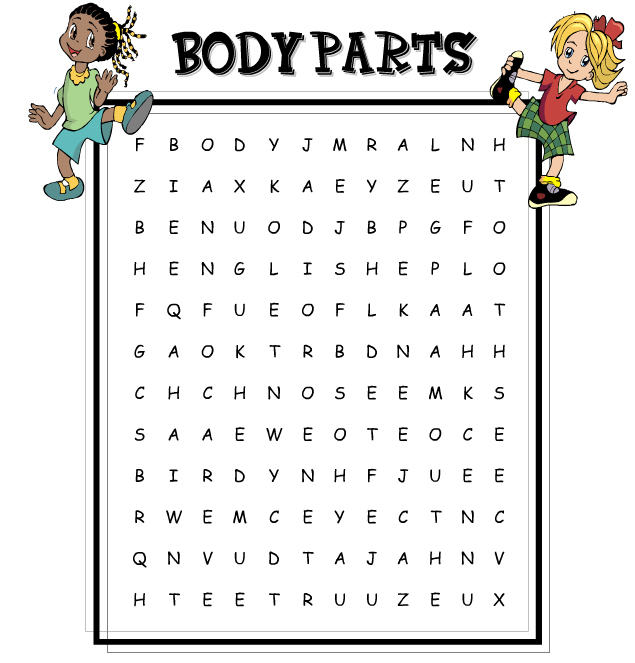 BODY PARTS
F B O D Y J M R A L N H
Z I A X K A E Y Z E U T
B E N U O D J B P G F O
H E N G L I S H E P L O
F Q F U E O F L K A A T
G A O K T R B D N A H H
C H C H N O S E E M K S
S A A E W E O T E O C E
B I R D Y N H F J U E E
R W E M C E Y E C T N C
Q N V U D T A J A H N V
H T E E T R U U Z E U X